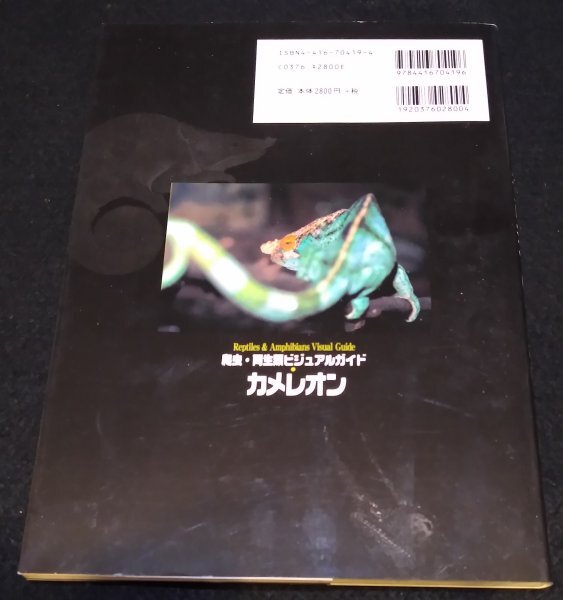 ISBN4-416-70419-4
C0376 ¥2800E
定価 本体2800円+税
9784416704196
1920376028004
Reptiles & Amphibians Visual Guide
爬虫・両生類ビジュアルガイド
カメレオン